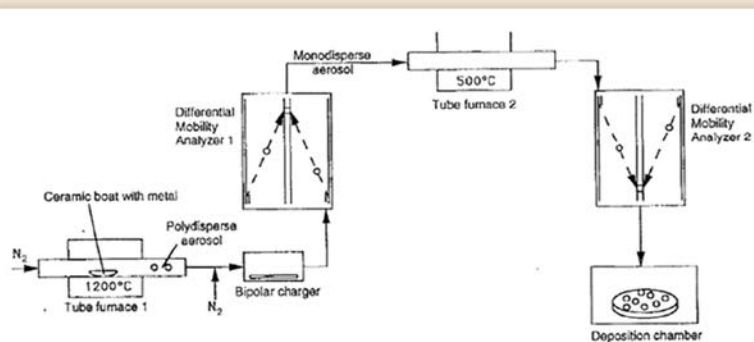 Monodisperse
aerosol
500°C
Tube furnace 2
Differential
Mobility
Analyzer 1
Differential
Mobility
Analyzer 2
Ceramic boat with metal
Polydisperse
aerosol
N₂
1200°C
Tube furnace 1
N₂
Bipolar charger
Deposition chamber